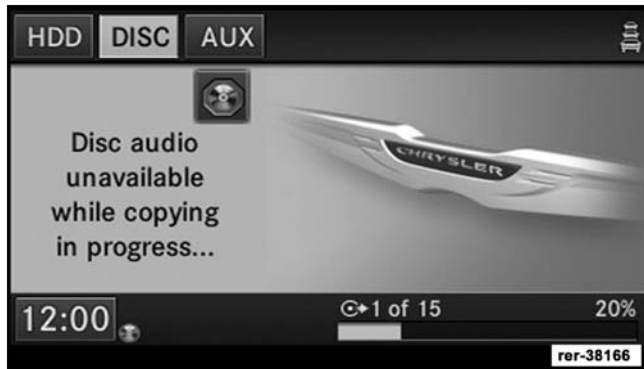 HDD DISC AUX
Disc audio
unavailable
while copying
in progress...
CHRYSLER
12:00 1 of 15 20%
rer-38166